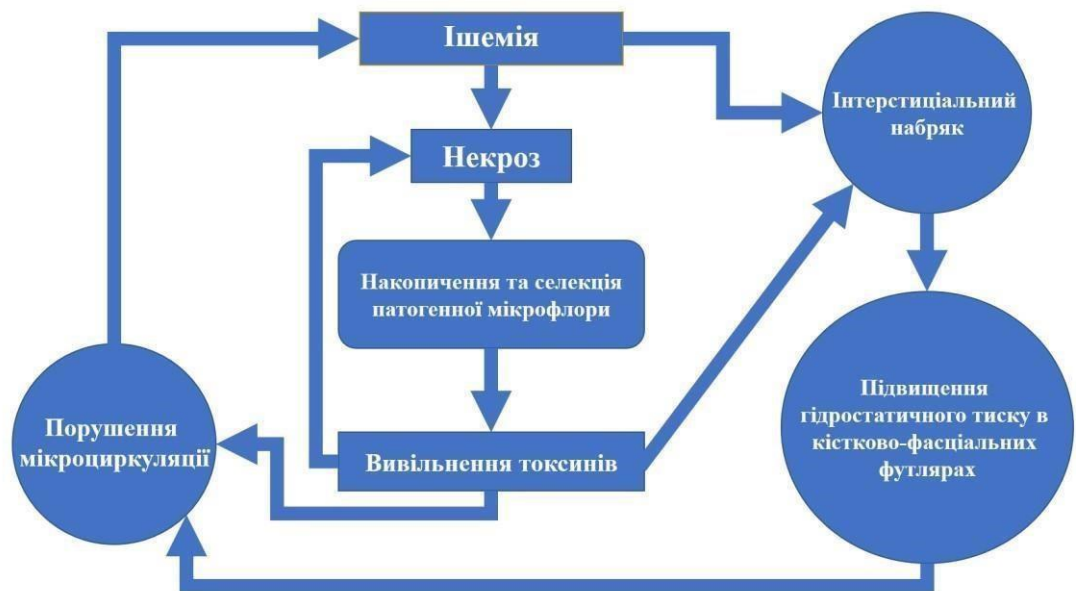 Ішемія
Інтерстиціальний
набряк
Некроз
Накопичення та селекція
патогенної мікрофлори
Підвищення
гідростатичного тиску в
кістково-фасціальних
футлярах
Порушення
мікроциркуляції
Вивільнення токсинів